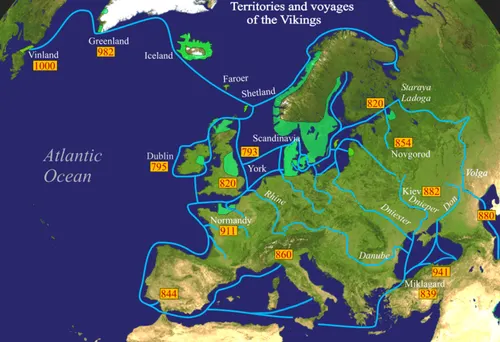 Territories and voyages
of the Vikings
Greenland
982
Vinland
1000
Iceland
Faroer
Shetland
Staraya
Ladoga
820
Scandinavia
793
854
Novgorod
Dublin
795
York
820
Volga
Rhine
Kiev 882
Dnieper
Don
Dniester
880
Atlantic
Ocean
Normandy
911
860
Danube
941
Miklagard
839
844